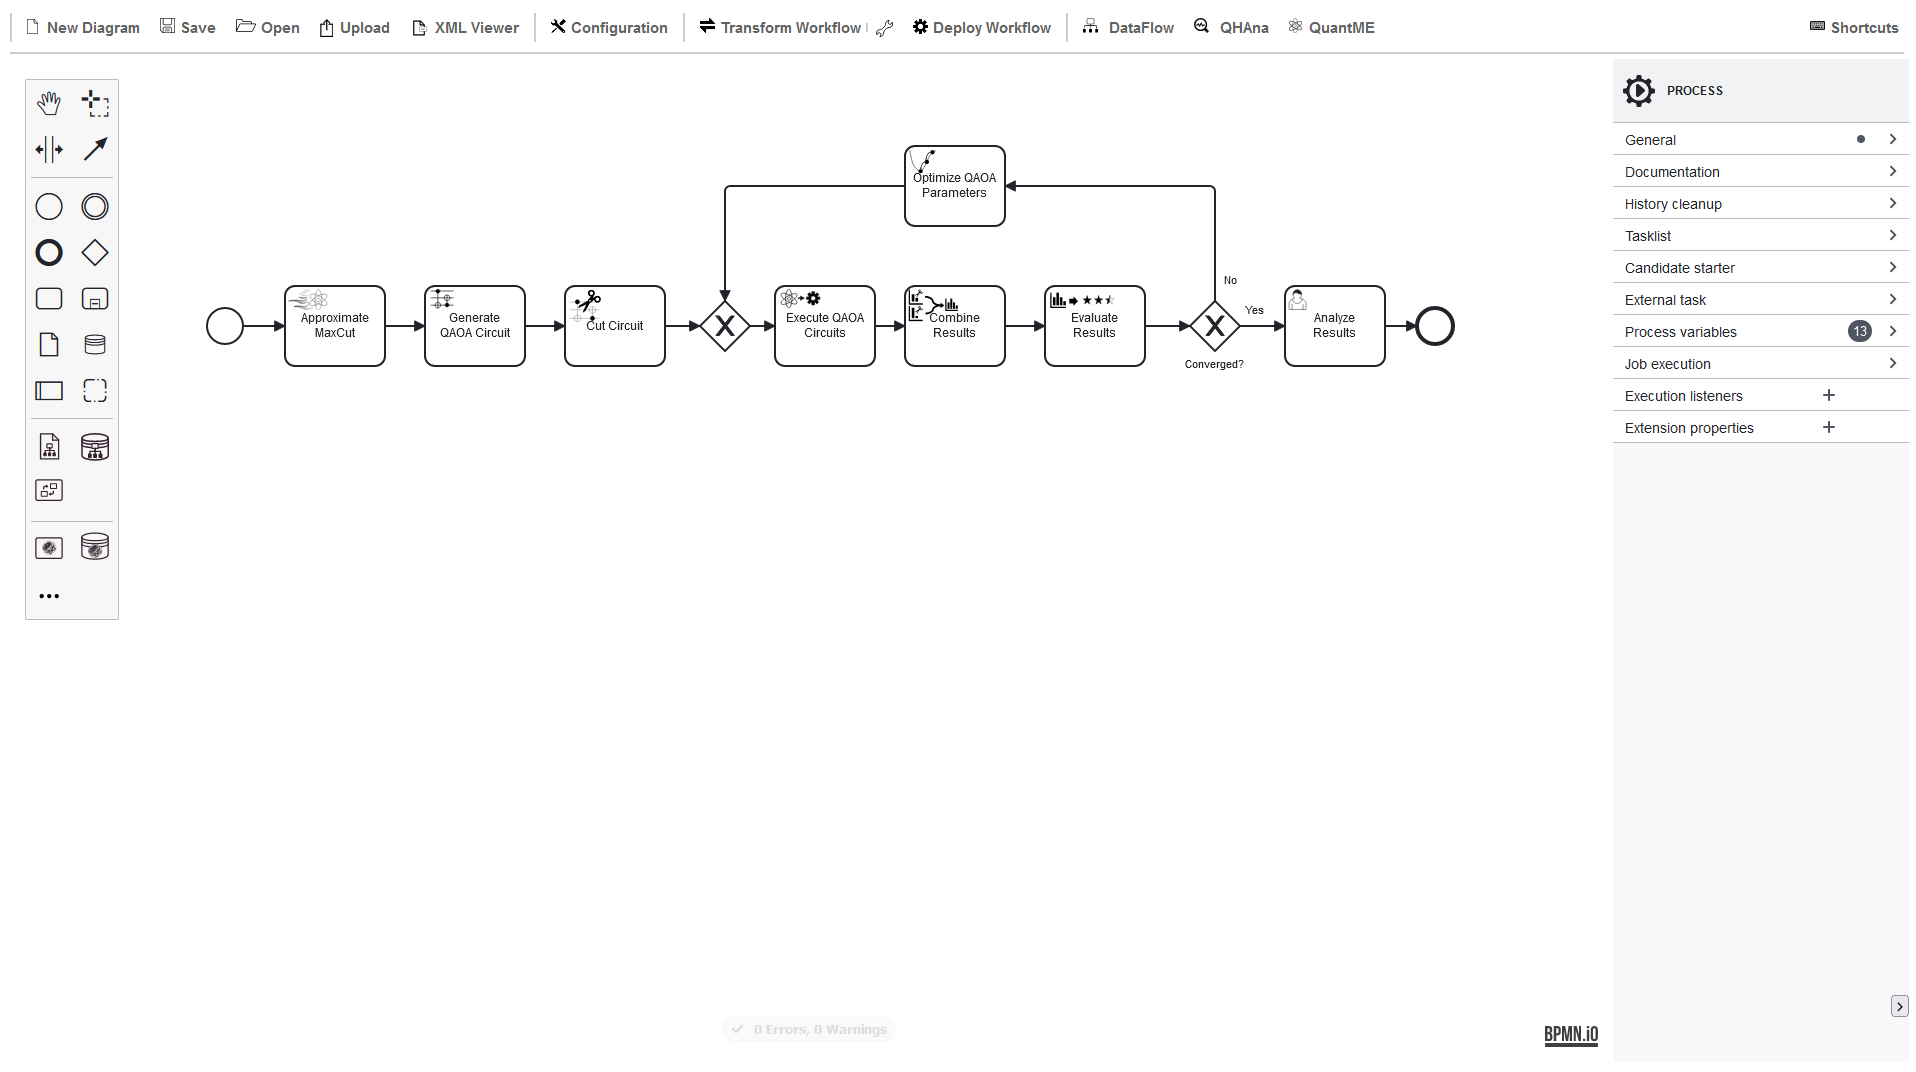 New Diagram Save Open Upload XML Viewer Configuration Transform Workflow Deploy Workflow DataFlow QHAna QuantME Shortcuts
PROCESS
General
Documentation
History cleanup
Tasklist
Candidate starter
External task
Process variables 13
Job execution
Execution listeners
Extension properties
Optimize QAOA
Parameters
No
Yes
Approximate
MaxCut
Generate
QAOA Circuit
Cut Circuit
Execute QAOA
Circuits
Combine
Results
Evaluate
Results
Converged?
Analyze
Results
0 Errors, 0 Warnings
BPMN.iO